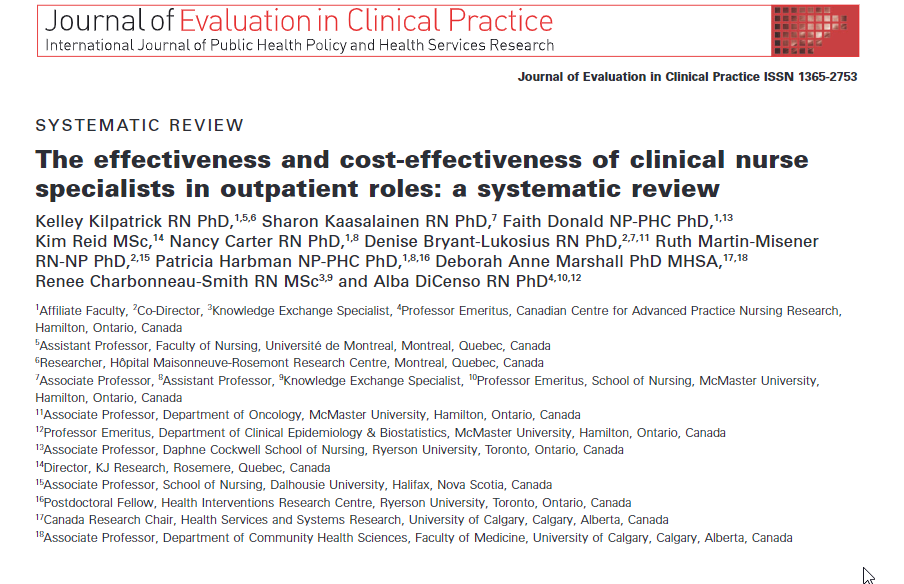 Journal of Evaluation in Clinical Practice
International Journal of Public Health Policy and Health Services Research
Journal of Evaluation in Clinical Practice ISSN 1365-2753
SYSTEMATIC REVIEW
The effectiveness and cost-effectiveness of clinical nurse
specialists in outpatient roles: a systematic review
Kelley Kilpatrick RN PhD,1,5,6 Sharon Kaasalainen RN PhD,7 Faith Donald NP-PHC PhD,1,13
Kim Reid MSc,14 Nancy Carter RN PhD,1,8 Denise Bryant-Lukosius RN PhD,2,7,11 Ruth Martin-Misener
RN-NP PhD,2,15 Patricia Harbman NP-PHC PhD,1,8,16 Deborah Anne Marshall PhD MHSA,17,18
Renee Charbonneau-Smith RN MSc3,9 and Alba DiCenso RN PhD4,10,12
1Affiliate Faculty, 2Co-Director, 3Knowledge Exchange Specialist, 4Professor Emeritus, Canadian Centre for Advanced Practice Nursing Research,
Hamilton, Ontario, Canada
5Assistant Professor, Faculty of Nursing, Université de Montreal, Montreal, Quebec, Canada
6Researcher, Hôpital Maisonneuve-Rosemont Research Centre, Montreal, Quebec, Canada
7Associate Professor, 8Assistant Professor, 9Knowledge Exchange Specialist, 10Professor Emeritus, School of Nursing, McMaster University,
Hamilton, Ontario, Canada
11Associate Professor, Department of Oncology, McMaster University, Hamilton, Ontario, Canada
12Professor Emeritus, Department of Clinical Epidemiology & Biostatistics, McMaster University, Hamilton, Ontario, Canada
13Associate Professor, Daphne Cockwell School of Nursing, Ryerson University, Toronto, Ontario, Canada
14Director, KJ Research, Rosemere, Quebec, Canada
15Associate Professor, School of Nursing, Dalhousie University, Halifax, Nova Scotia, Canada
16Postdoctoral Fellow, Health Interventions Research Centre, Ryerson University, Toronto, Ontario, Canada
17Canada Research Chair, Health Services and Systems Research, University of Calgary, Calgary, Alberta, Canada
18Associate Professor, Department of Community Health Sciences, Faculty of Medicine, University of Calgary, Calgary, Alberta, Canada